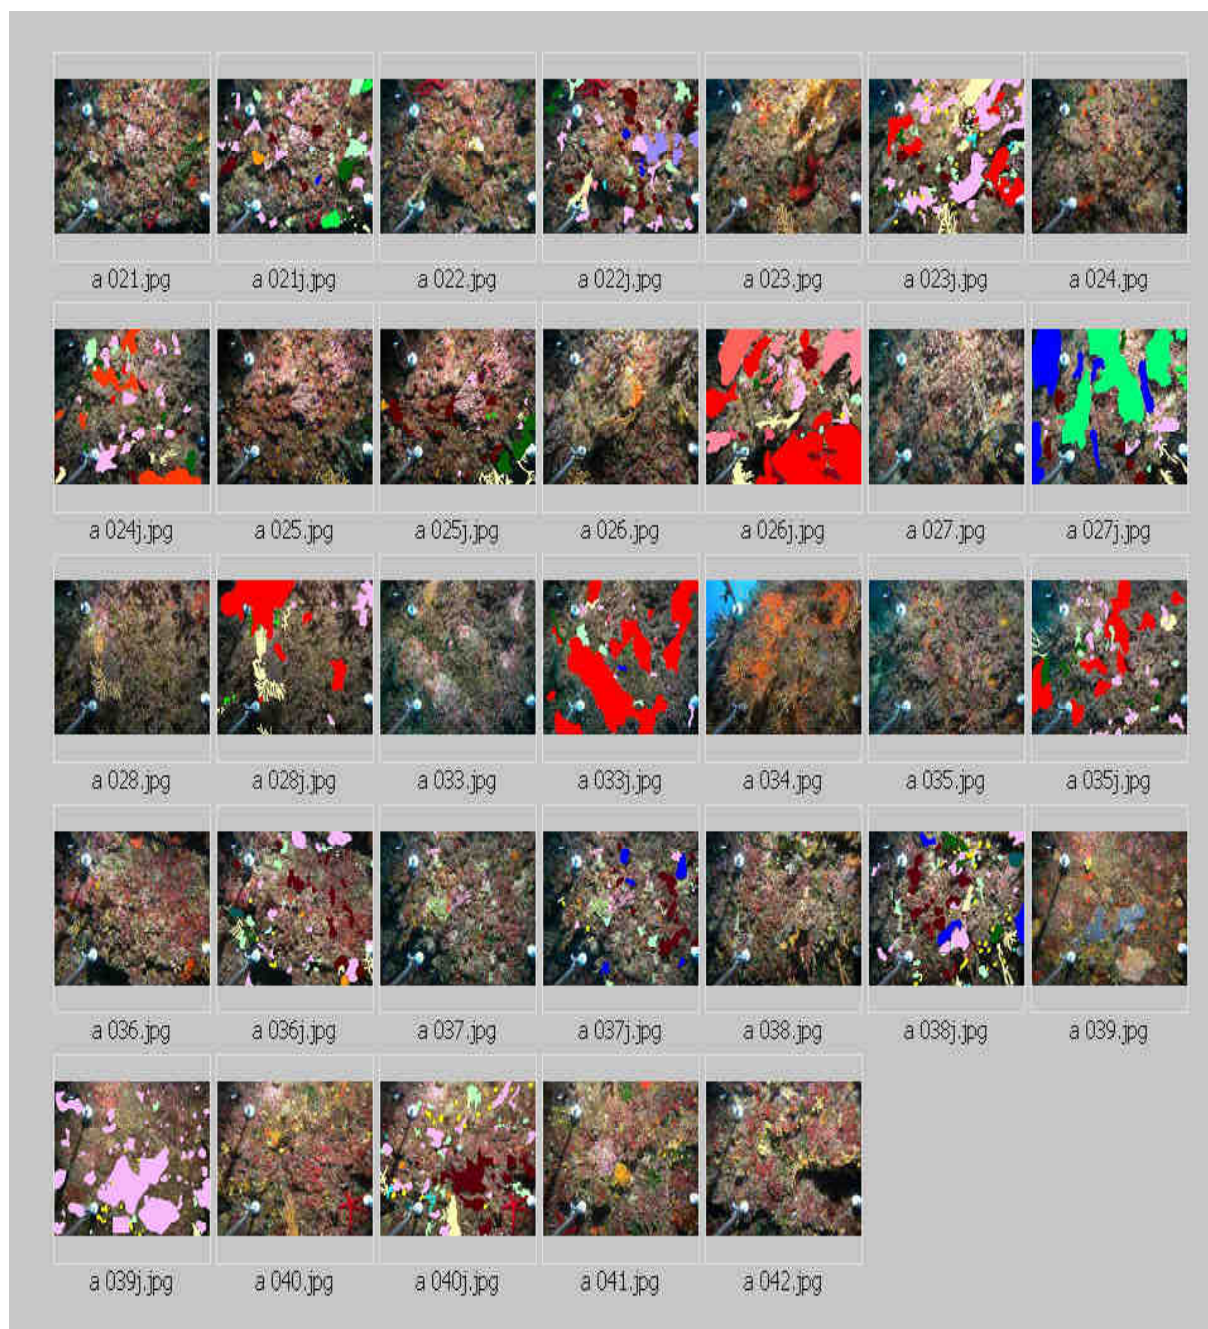 a 021.jpg a 021j.jpg a 022.jpg a 022j.jpg a 023.jpg a 023j.jpg a 024.jpg
a 024j.jpg a 025.jpg a 025j.jpg a 026.jpg a 026j.jpg a 027.jpg a 027j.jpg
a 028.jpg a 028j.jpg a 033.jpg a 033j.jpg a 034.jpg a 035.jpg a 035j.jpg
a 036.jpg a 036j.jpg a 037.jpg a 037j.jpg a 038.jpg a 038j.jpg a 039.jpg
a 039j.jpg a 040.jpg a 040j.jpg a 041.jpg a 042.jpg